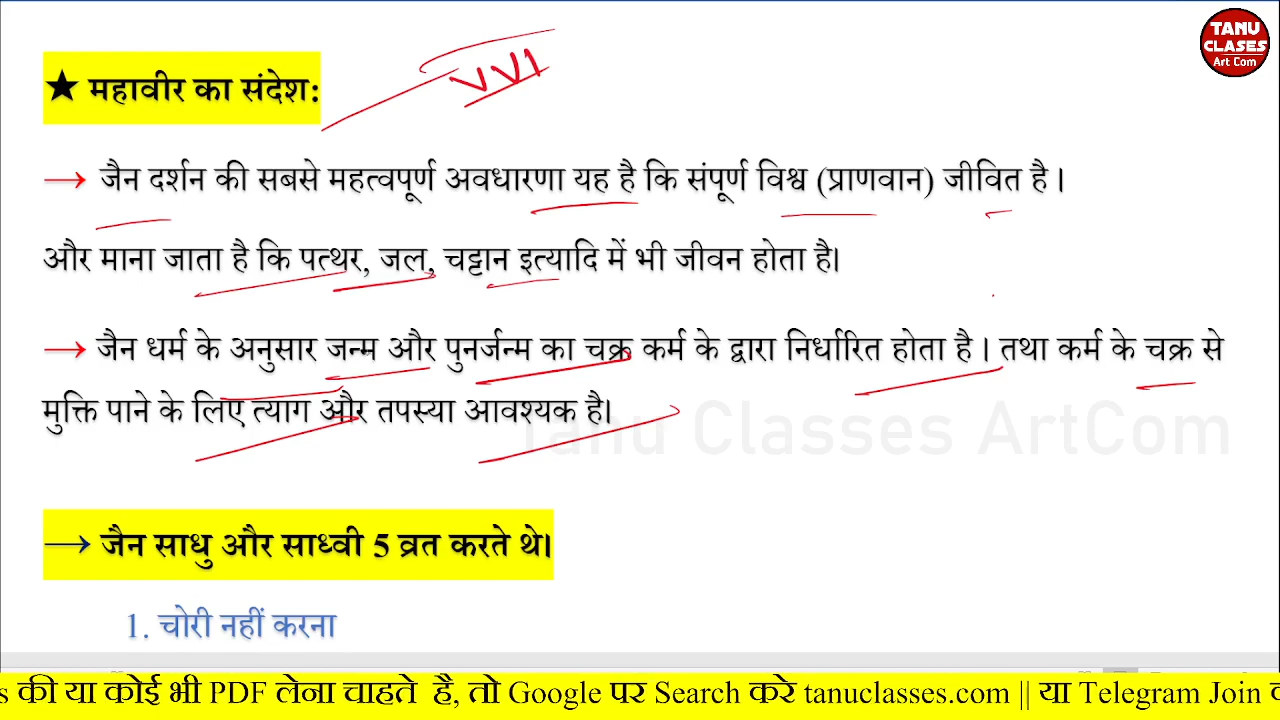 TANU
CLASES
Art Com
★ महावीर का संदेश:
VVI
→ जैन दर्शन की सबसे महत्वपूर्ण अवधारणा यह है कि संपूर्ण विश्व (प्राणवान) जीवित है ।
और माना जाता है कि पत्थर, जल, चट्टान इत्यादि में भी जीवन होता है।
→ जैन धर्म के अनुसार जन्म और पुनर्जन्म का चक्र कर्म के द्वारा निर्धारित होता है । तथा कर्म के चक्र से
मुक्ति पाने के लिए त्याग और तपस्या आवश्यक है।
Tanu Classes ArtCom
→ जैन साधु और साध्वी 5 व्रत करते थे।
1. चोरी नहीं करना
s की या कोई भी PDF लेना चाहते है, तो Google पर Search करे tanuclasses.com || या Telegram Join